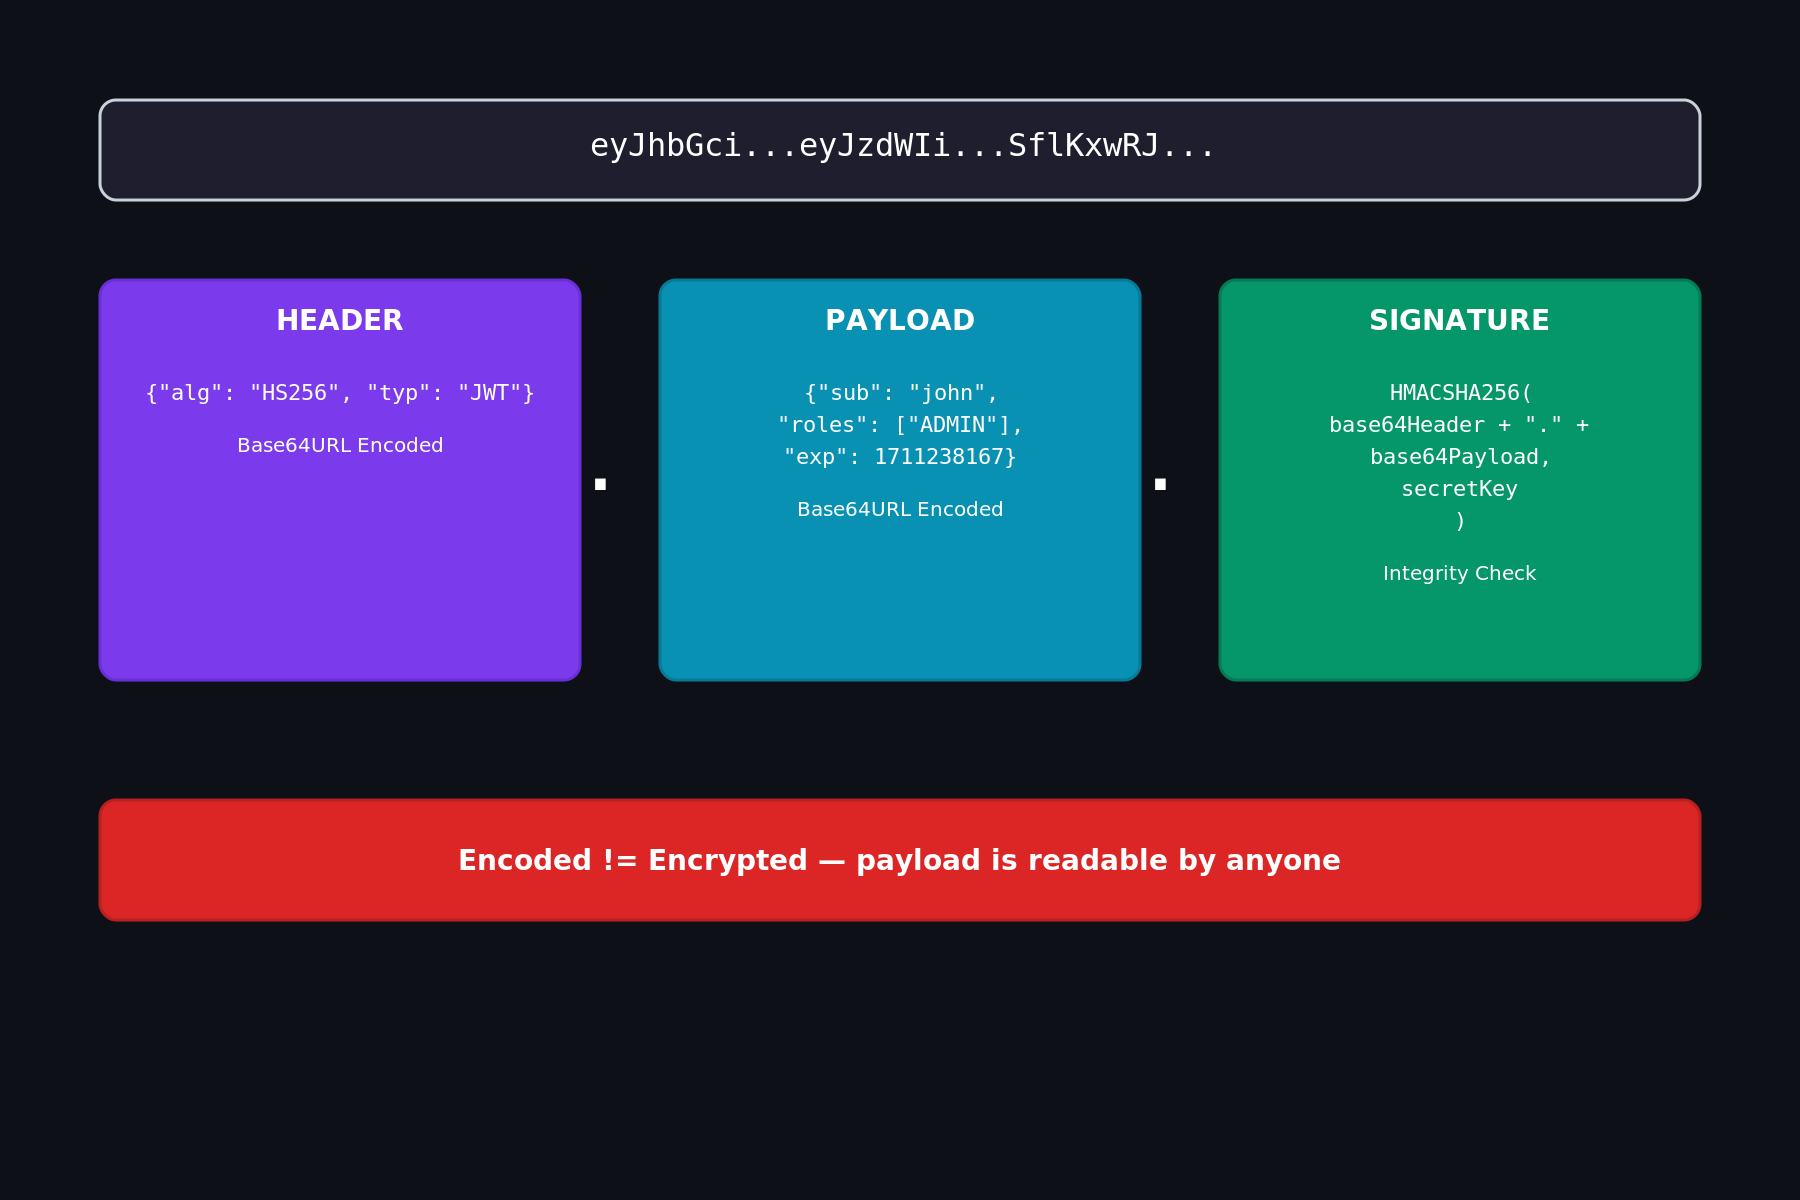 eyJhbGci...eyJzdWIi...SflKxwRJ...
HEADER
{"alg": "HS256", "typ": "JWT"}
Base64URL Encoded
.
PAYLOAD
{"sub": "john",
"roles": ["ADMIN"],
"exp": 1711238167}
Base64URL Encoded
.
SIGNATURE
HMACSHA256(
base64Header + "." +
base64Payload,
secretKey
)
Integrity Check
Encoded != Encrypted — payload is readable by anyone